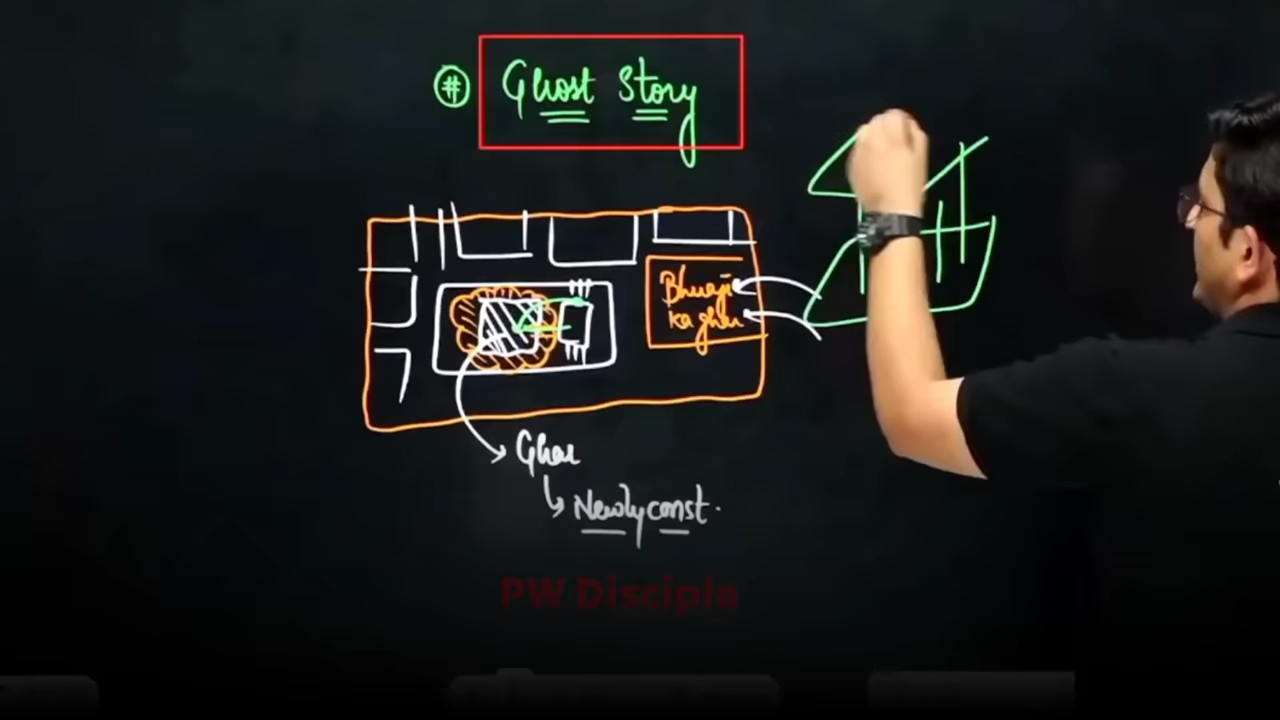 # Ghost Story
Bhuaji
ka ghar
Ghar
Newly const.
PW Disciple